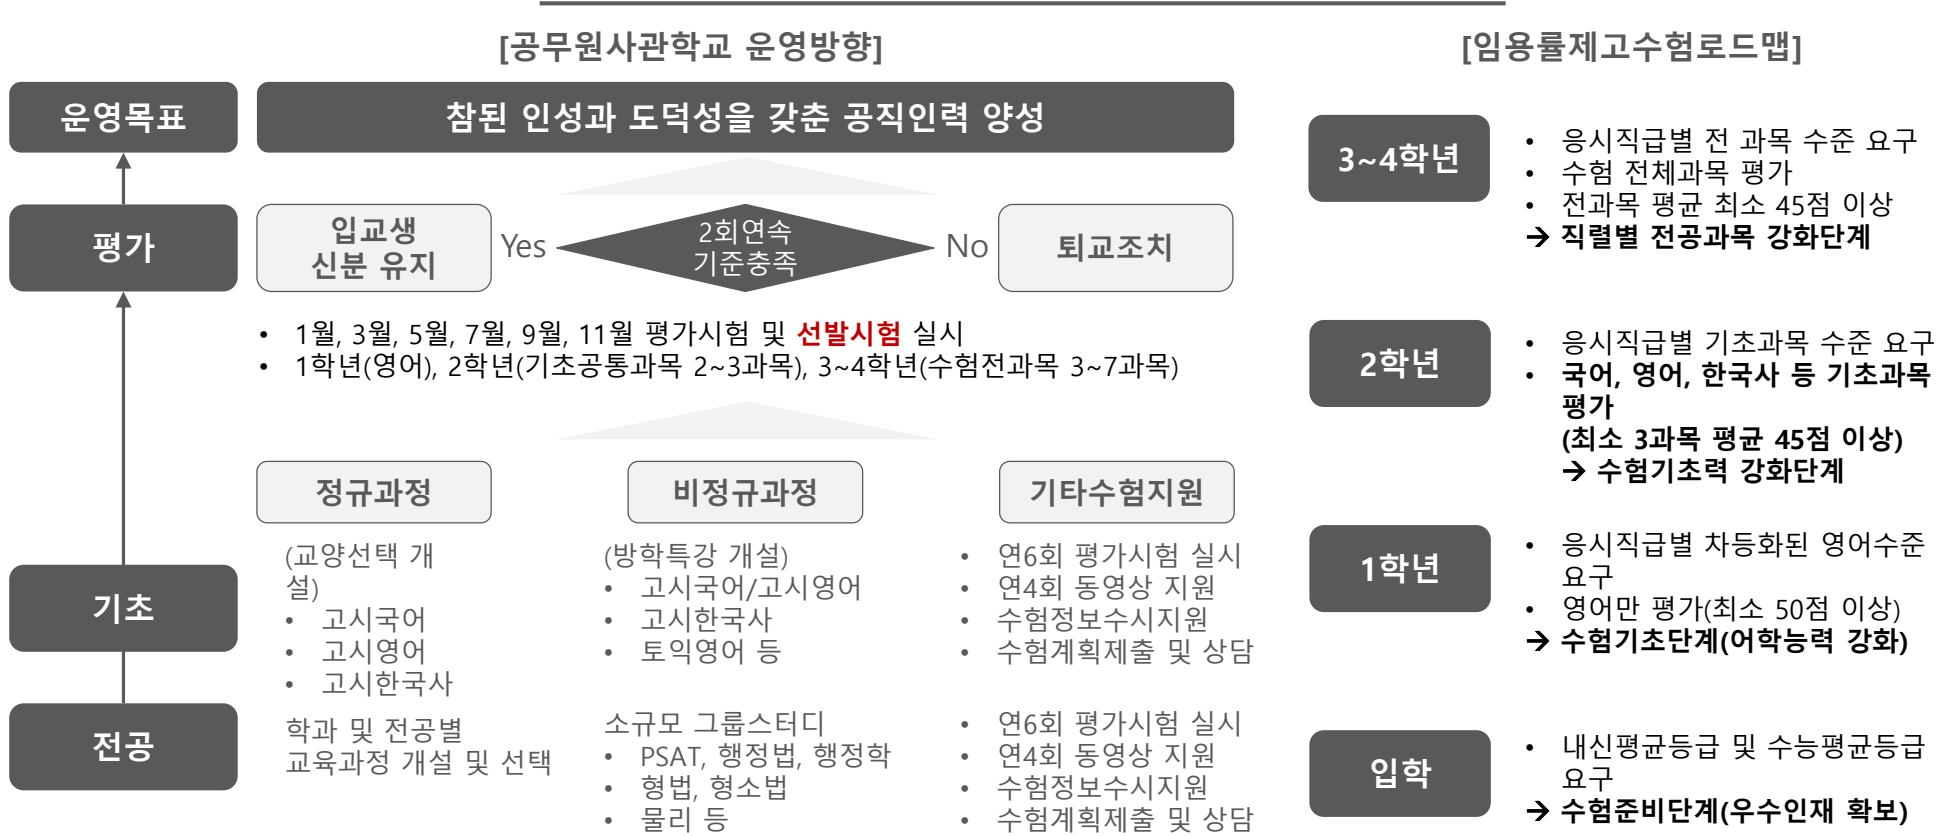 [공무원사관학교 운영방향]
운영목표
참된 인성과 도덕성을 갖춘 공직인력 양성
평가
입교생
신분 유지
Yes
2회연속
기준충족
No
퇴교조치
• 1월, 3월, 5월, 7월, 9월, 11월 평가시험 및 선발시험 실시
• 1학년(영어), 2학년(기초공통과목 2~3과목), 3~4학년(수험전과목 3~7과목)
정규과정
비정규과정
기타수험지원
기초
(교양선택 개
설)
• 고시국어
• 고시영어
• 고시한국사
(방학특강 개설)
• 고시국어/고시영어
• 고시한국사
• 토익영어 등
• 연6회 평가시험 실시
• 연4회 동영상 지원
• 수험정보수시지원
• 수험계획제출 및 상담
전공
학과 및 전공별
교육과정 개설 및 선택
소규모 그룹스터디
• PSAT, 행정법, 행정학
• 형법, 형소법
• 물리 등
• 연6회 평가시험 실시
• 연4회 동영상 지원
• 수험정보수시지원
• 수험계획제출 및 상담
[임용률제고수험로드맵]
3~4학년
• 응시직급별 전 과목 수준 요구
• 수험 전체과목 평가
• 전과목 평균 최소 45점 이상
→ 직렬별 전공과목 강화단계
2학년
• 응시직급별 기초과목 수준 요구
• 국어, 영어, 한국사 등 기초과목
평가
(최소 3과목 평균 45점 이상)
→ 수험기초력 강화단계
1학년
• 응시직급별 차등화된 영어수준
요구
• 영어만 평가(최소 50점 이상)
→ 수험기초단계(어학능력 강화)
입학
• 내신평균등급 및 수능평균등급
요구
→ 수험준비단계(우수인재 확보)